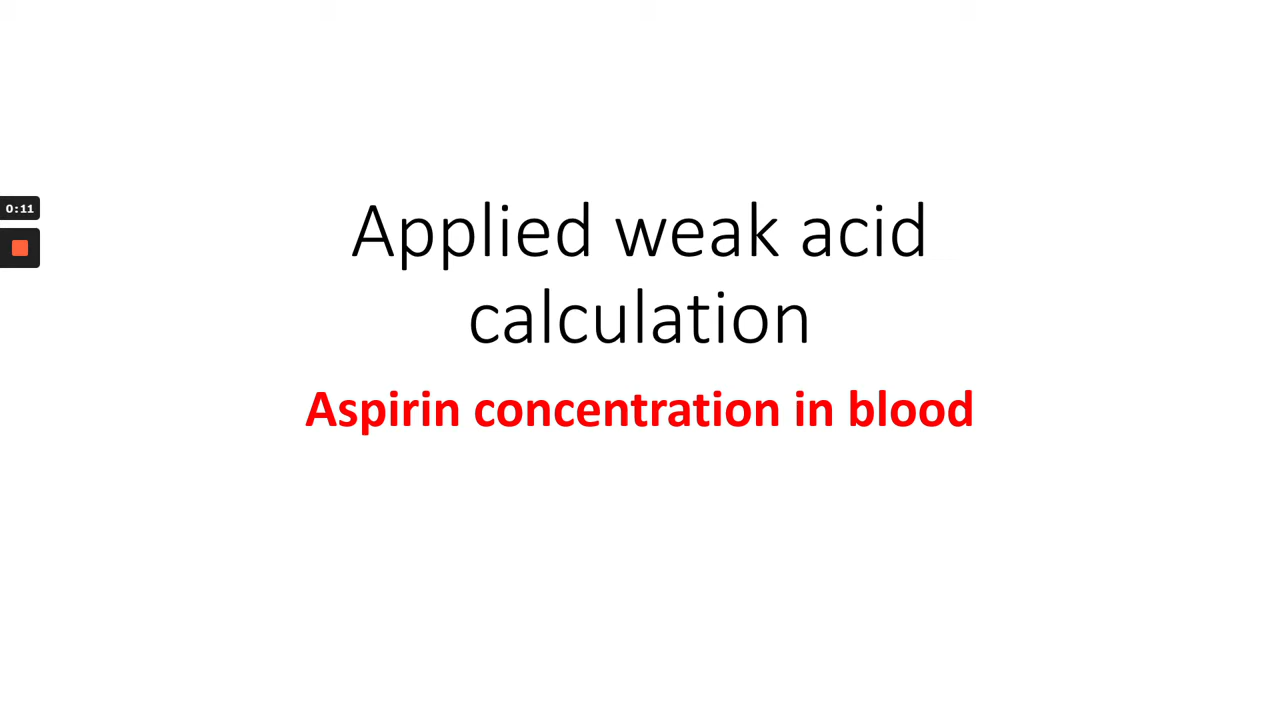 0:11
Applied weak acid
calculation
Aspirin concentration in blood